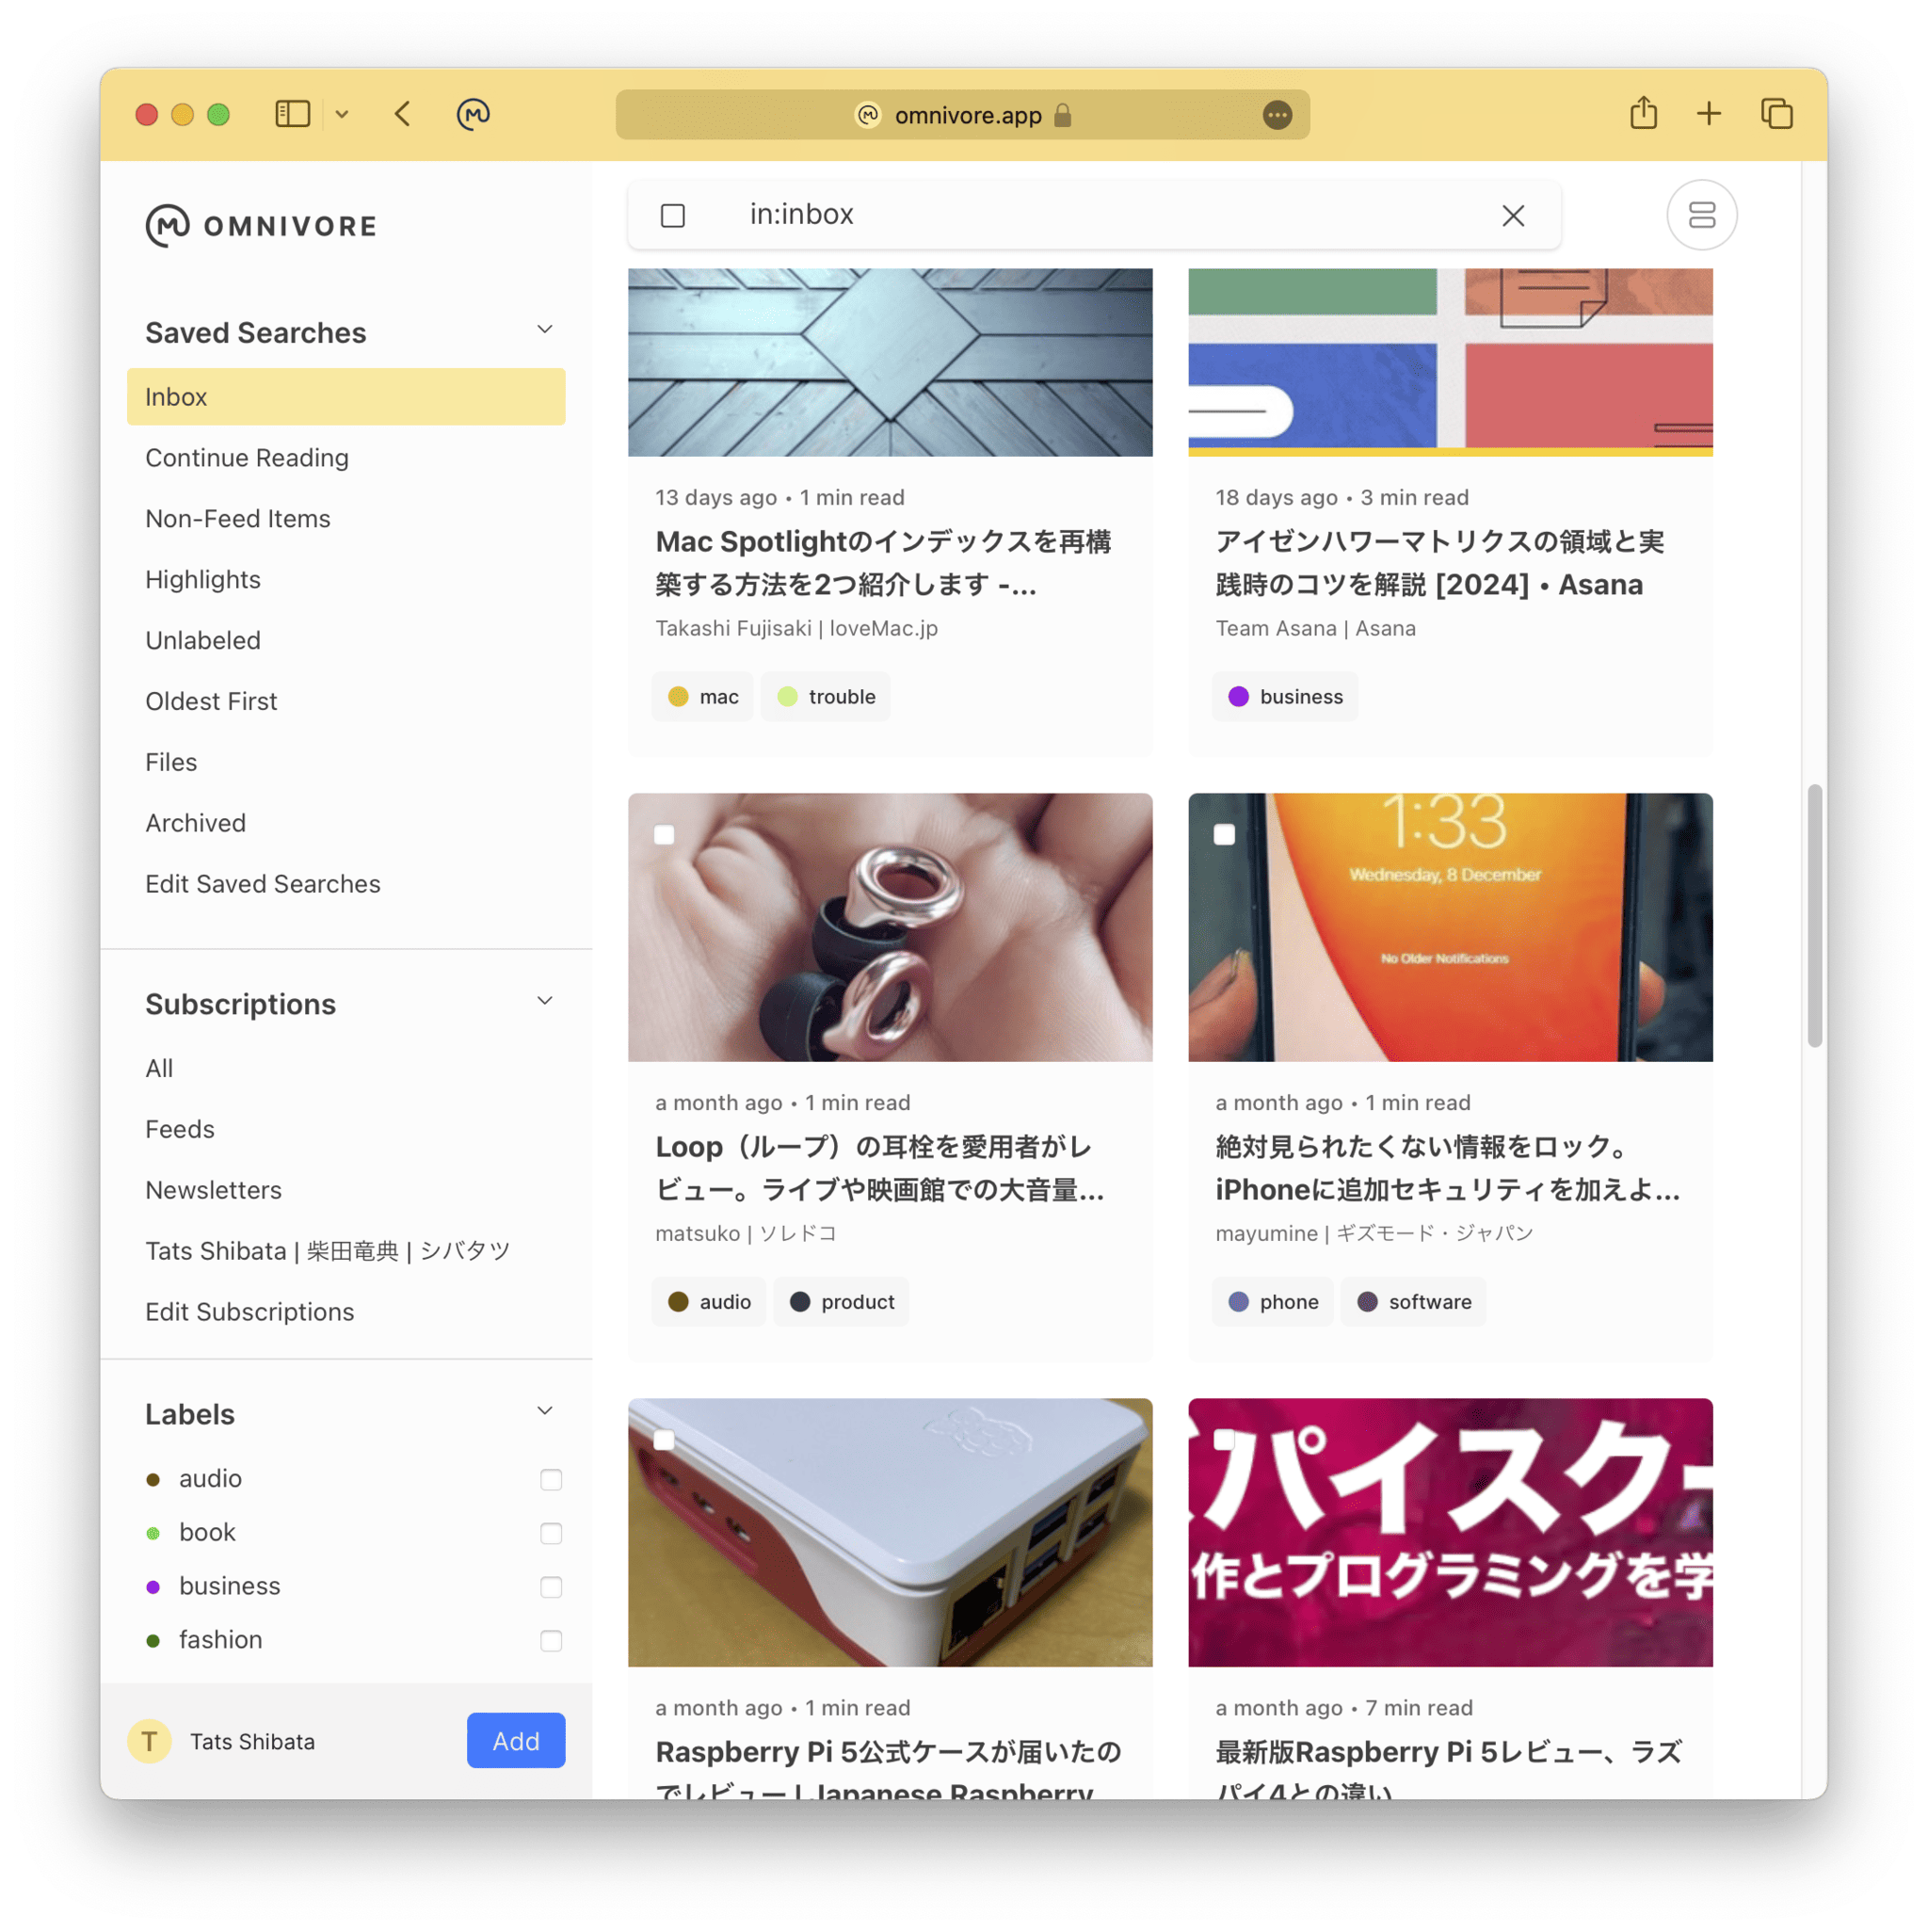 omnivore.app
OMNIVORE
Saved Searches
Inbox
Continue Reading
Non-Feed Items
Highlights
Unlabeled
Oldest First
Files
Archived
Edit Saved Searches
Subscriptions
All
Feeds
Newsletters
Tats Shibata | 柴田竜典 | シバタツ
Edit Subscriptions
Labels
audio
book
business
fashion
T
Tats Shibata
Add
in:inbox
13 days ago • 1 min read
Mac Spotlightのインデックスを再構
築する方法を2つ紹介します -...
Takashi Fujisaki | loveMac.jp
mac
trouble
18 days ago • 3 min read
アイゼンハワーマトリクスの領域と実
践時のコツを解説 [2024] • Asana
Team Asana | Asana
business
a month ago • 1 min read
Loop（ループ）の耳栓を愛用者がレ
ビュー。ライブや映画館での大音量...
matsuko | ソレドコ
audio
product
1:33
Wednesday, 8 December
No Older Notifications
a month ago • 1 min read
絶対見られたくない情報をロック。
iPhoneに追加セキュリティを加えよ...
mayumine | ギズモード・ジャパン
phone
software
a month ago • 1 min read
Raspberry Pi 5公式ケースが届いたの
でレビュー | Japanese Raspberry
パイスクー
作とプログラミングを学
a month ago • 7 min read
最新版Raspberry Pi 5レビュー、ラズ
パイ4との違い